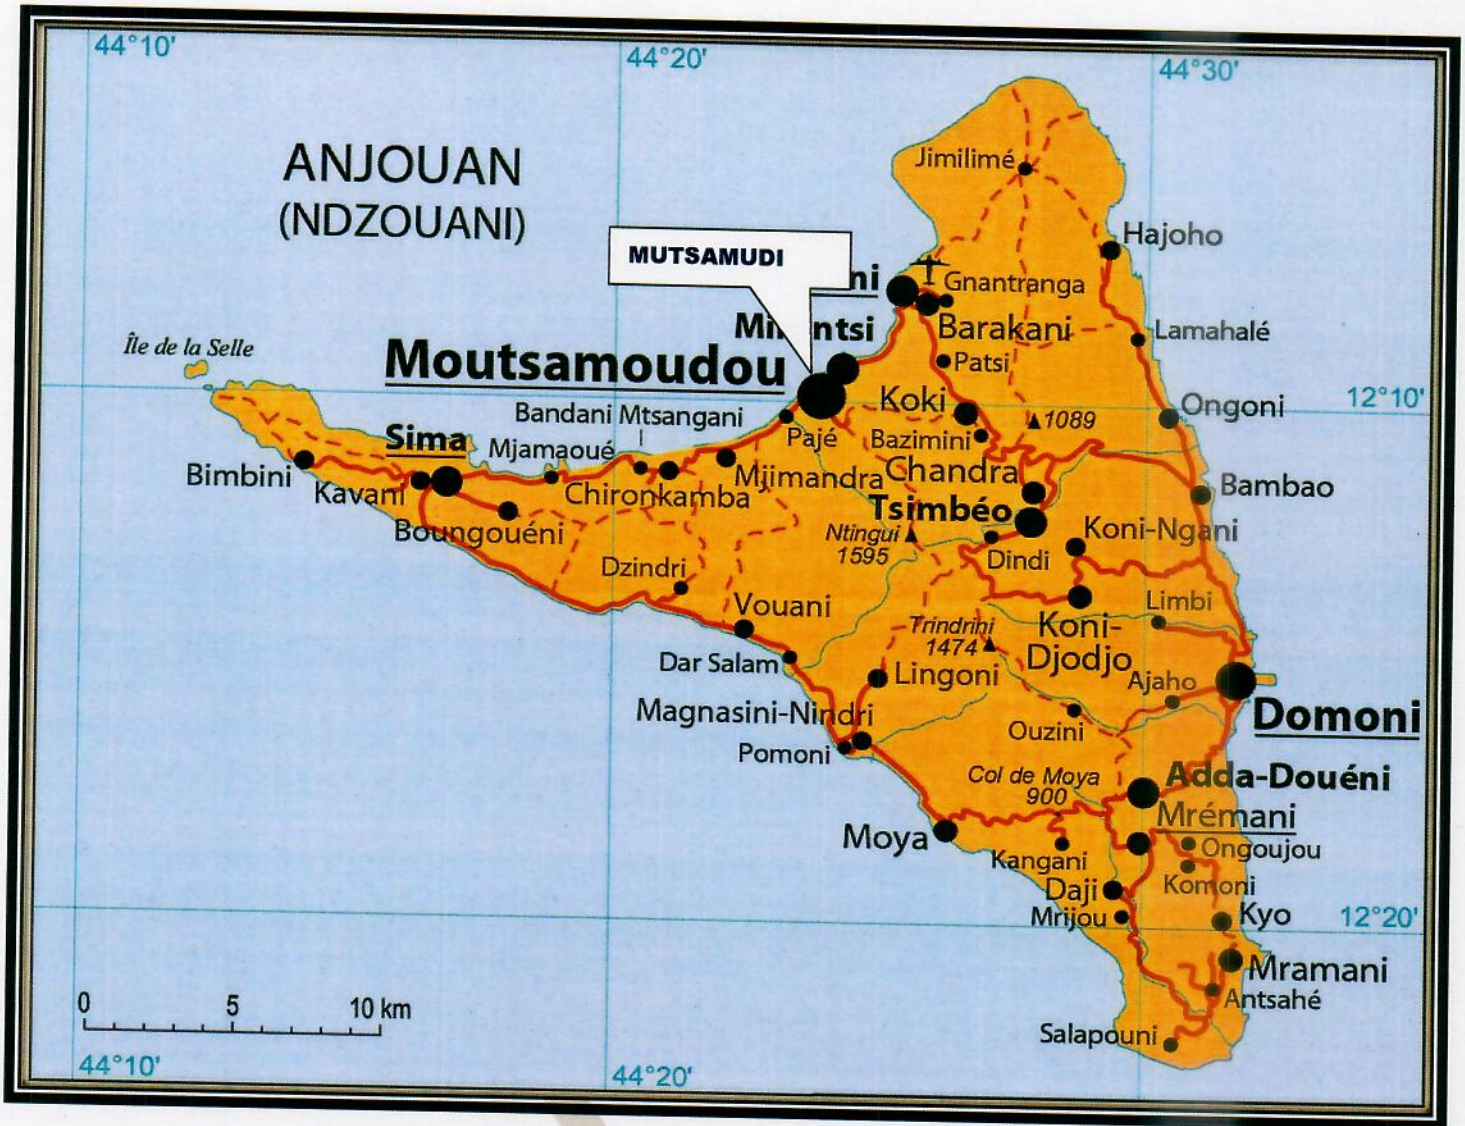 44°10'
44°20'
44°30'
ANJOUAN
(NDZOUANI)
Jimilimé
Hajoho
MUTSAMUDI
ni
Gnantranga
Mi ntsi
Barakani
Lamahalé
Île de la Selle
Moutsamoudou
Patsi
12°10'
Koki
Ongoni
Bandani Mtsangani
1089
Sima
Pajé
Bazimini
Mjamaoué
Bimbini
Kavani
Chironkamba
Mjimandra
Chandra
Bambao
Boungouéni
Tsimbéo
Ntingui
1595
Koni-Ngani
Dindi
Dzindri
Vouani
Limbi
Trindrini
1474
Koni-
Djodjo
Dar Salam
Lingoni
Ajaho
Magnasini-Nindri
Domoni
Pomoni
Ouzini
Col de Moya
900
Adda-Douéni
Mrémani
Moya
Kangani
Ongoujou
Daji
Komoni
Mrijou
Kyo
12°20'
Mramani
Antsahé
Salapouni
0 5 10 km
44°10'
44°20'